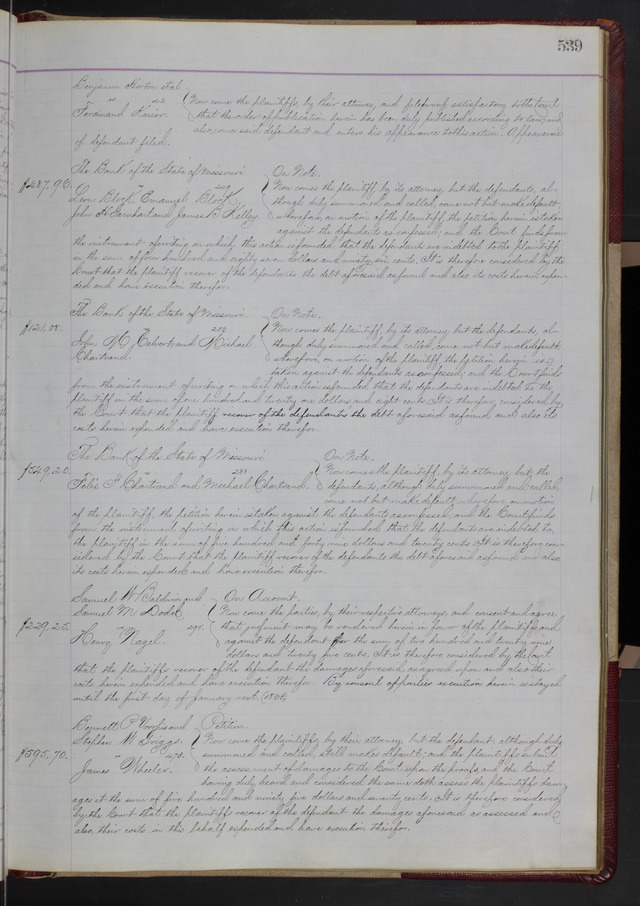 539
Benjamin Horton et al
vs 42 Now come the plaintiffs by their attorney, and file proof satisfactory to the Court
Ferdinand Kaiser. that the order of publication herein has been duly published according to law, and
also comes said defendant and enters his appearance to this action. Appearance
of defendant filed.
The Bank of the State of Missouri On Note.
$487,96. vs Now comes the plaintiff by its attorney, but the defendants, al-
Leon Block, Emanuel Block, though duly summoned and called, come not but make default;
John H. Earnhart and James B. Kelley wherefore, on motion of the plaintiff, the petition herein is taken
against the defendants as confessed; and the Court finds from
the instrument of writing on which this action is founded that the defendants are indebted to the plaintiff
in the sum of four hundred and eighty seven dollars and ninety six cents. It is therefore considered by the
Court that the plaintiff recover of the defendants the debt aforesaid as found and also its costs herein expen-
ded and have execution therefor.
The Bank of the State of Missouri On Note.
$121,08. vs Now comes the plaintiff, by its attorney, but the defendants, al-
John M. Calvert and Michael though duly summoned and called, come not but make default;
Chartrand. wherefore, on motion of the plaintiff, the petition herein is
taken against the defendants as confessed; and the Court finds
from the instrument of writing on which this action is founded that the defendants are indebted to the
plaintiff in the sum of one hundred and twenty one dollars and eight cents. It is therefore considered by
the Court that the plaintiff recover of the defendants the debt aforesaid as found and also its
costs herein expended and have execution therefor.
The Bank of the State of Missouri On Note.
$549,20. vs Now comes the plaintiff, by its attorney, but the
Felix F. Chartrand and Michael Chartrand. defendants, although duly summoned and called,
come not but make default; wherefore, on motion
of the plaintiff, the petition herein is taken against the defendants as confessed; and the Court finds
from the instrument of writing on which this action is founded, that the defendants are indebted to
the plaintiff in the sum of five hundred and forty nine dollars and twenty cents. It is therefore con-
sidered by the Court that the plaintiff recover of the defendants the debt aforesaid as found and also
its costs herein expended and have execution therefor.
Samuel W. Baldwin and On Account.
Samuel M. Dodd Now come the parties, by their respective attorneys, and consent and agree
$229,25. vs 295. that judgment may be rendered herein in favor of the plaintiffs and
Henry Nagel. against the defendant for the sum of two hundred and twenty nine
dollars and twenty five cents. It is therefore considered by the Court
that the plaintiffs recover of the defendant the damages aforesaid as agreed upon and also their
costs herein expended and have execution therefor. By consent of parties execution herein is stayed
until the first day of January next.
Bennett P. Voorhis and Petition.
Stephen W. Griggs. Now come the plaintiffs, by their attorney, but the defendant, although duly
$595,70. vs 478. summoned and called, still makes default; and the plaintiffs submit
James Wheeler. the assessment of damages to the Court upon the proofs and the Court
having duly heard and considered the same doth assess the plaintiffs dam-
ages at the sum of five hundred and ninety five dollars and seventy cents. It is therefore considered
by the Court that the plaintiffs recover of the defendant the damages aforesaid as assessed and
also their costs in this behalf expended and have execution therefor.